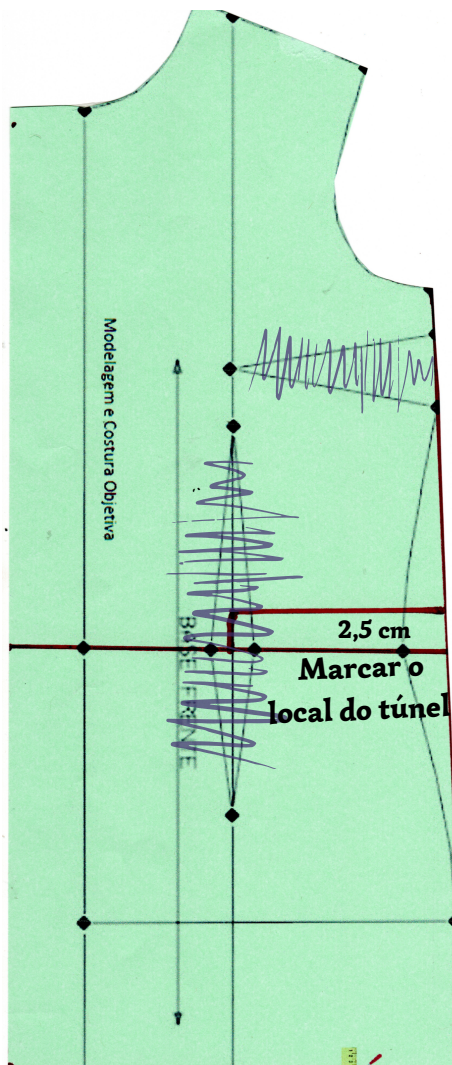 Modelagem e Costura Objetiva
BASE FRENTE
2,5 cm
Marcar o
local do túnel